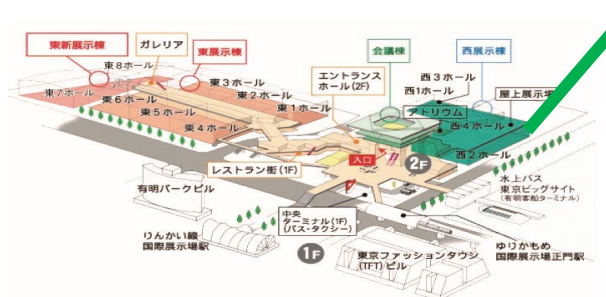 東新展示棟
ガレリア
東展示棟
会議棟
西展示棟
東8ホール
東7ホール
東6ホール
東5ホール
東4ホール
東3ホール
東2ホール
東1ホール
エントランス
ホール(2F)
西3ホール
西1ホール
屋上展示場
アトリウム
西4ホール
西2ホール
レストラン街(1F)
入口
2F
水上バス
東京ビッグサイト
(有明客船ターミナル)
有明パークビル
中央
ターミナル(1F)
(バス・タクシー)
りんかい線
国際展示場駅
1F
東京ファッションタウン
(TFT)ビル
ゆりかもめ
国際展示場正門駅